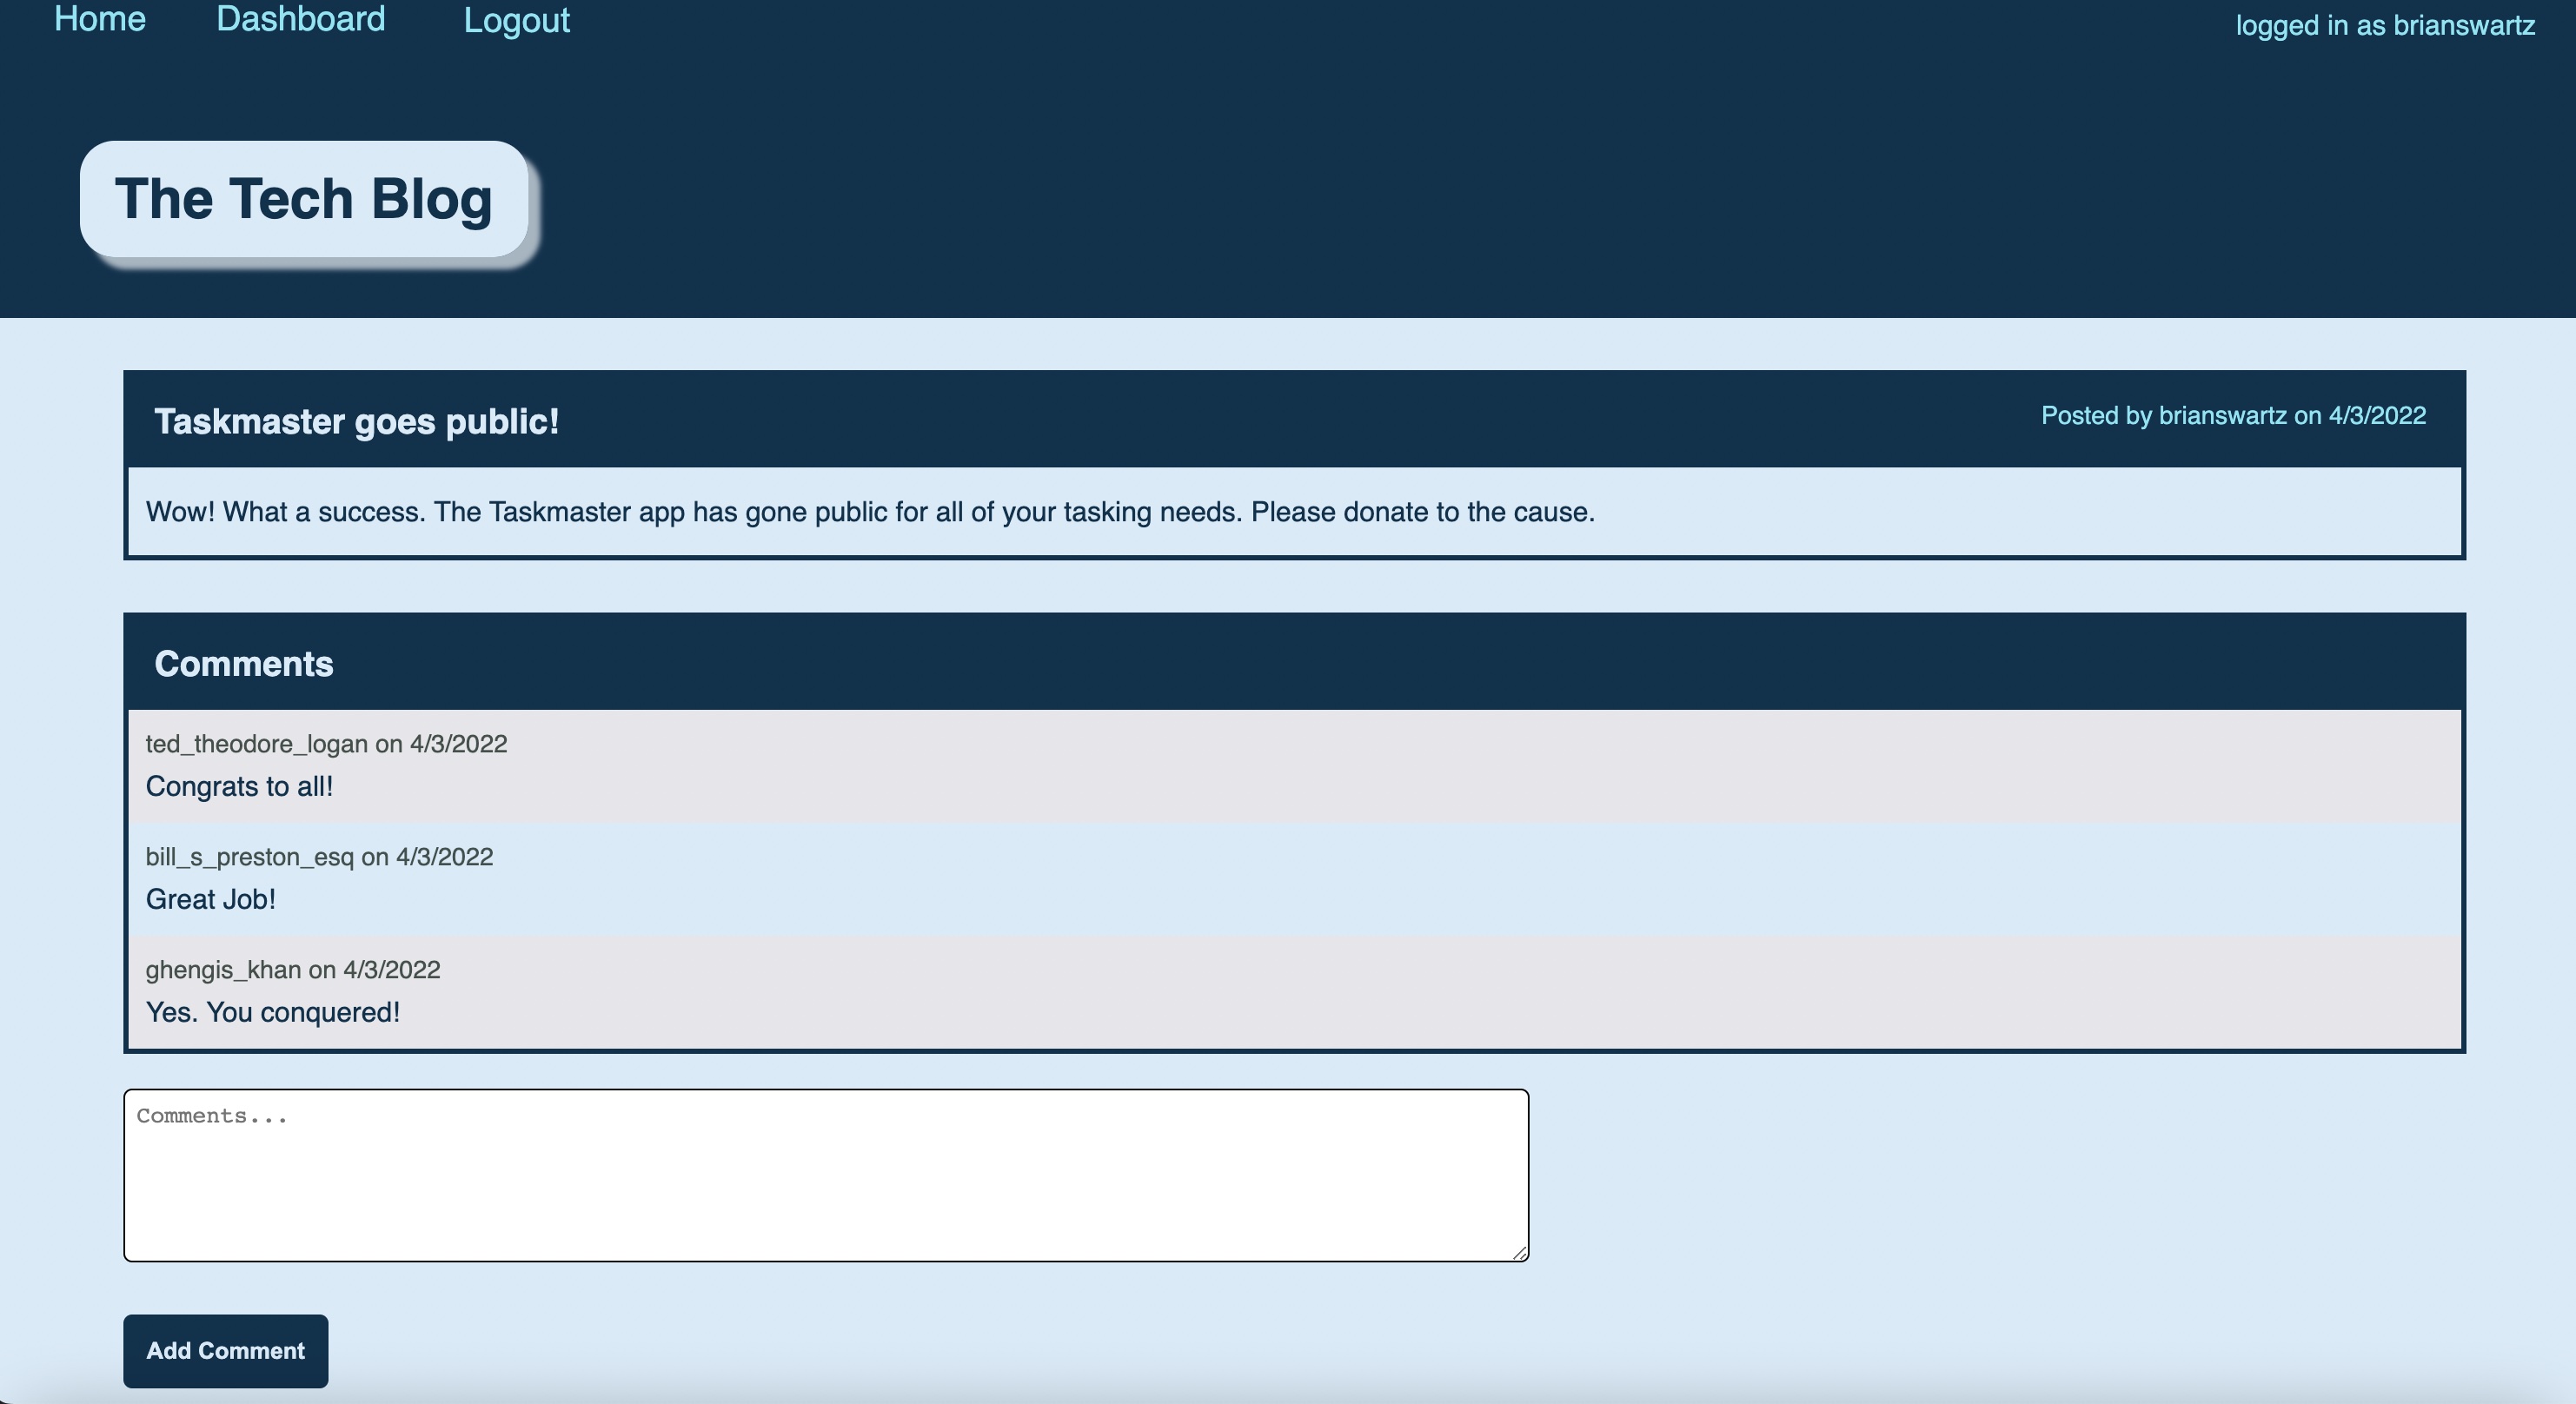 Home Dashboard Logout logged in as brianswartz
The Tech Blog
Taskmaster goes public! Posted by brianswartz on 4/3/2022
Wow! What a success. The Taskmaster app has gone public for all of your tasking needs. Please donate to the cause.
Comments
ted_theodore_logan on 4/3/2022
Congrats to all!
bill_s_preston_esq on 4/3/2022
Great Job!
ghengis_khan on 4/3/2022
Yes. You conquered!
Comments...
Add Comment